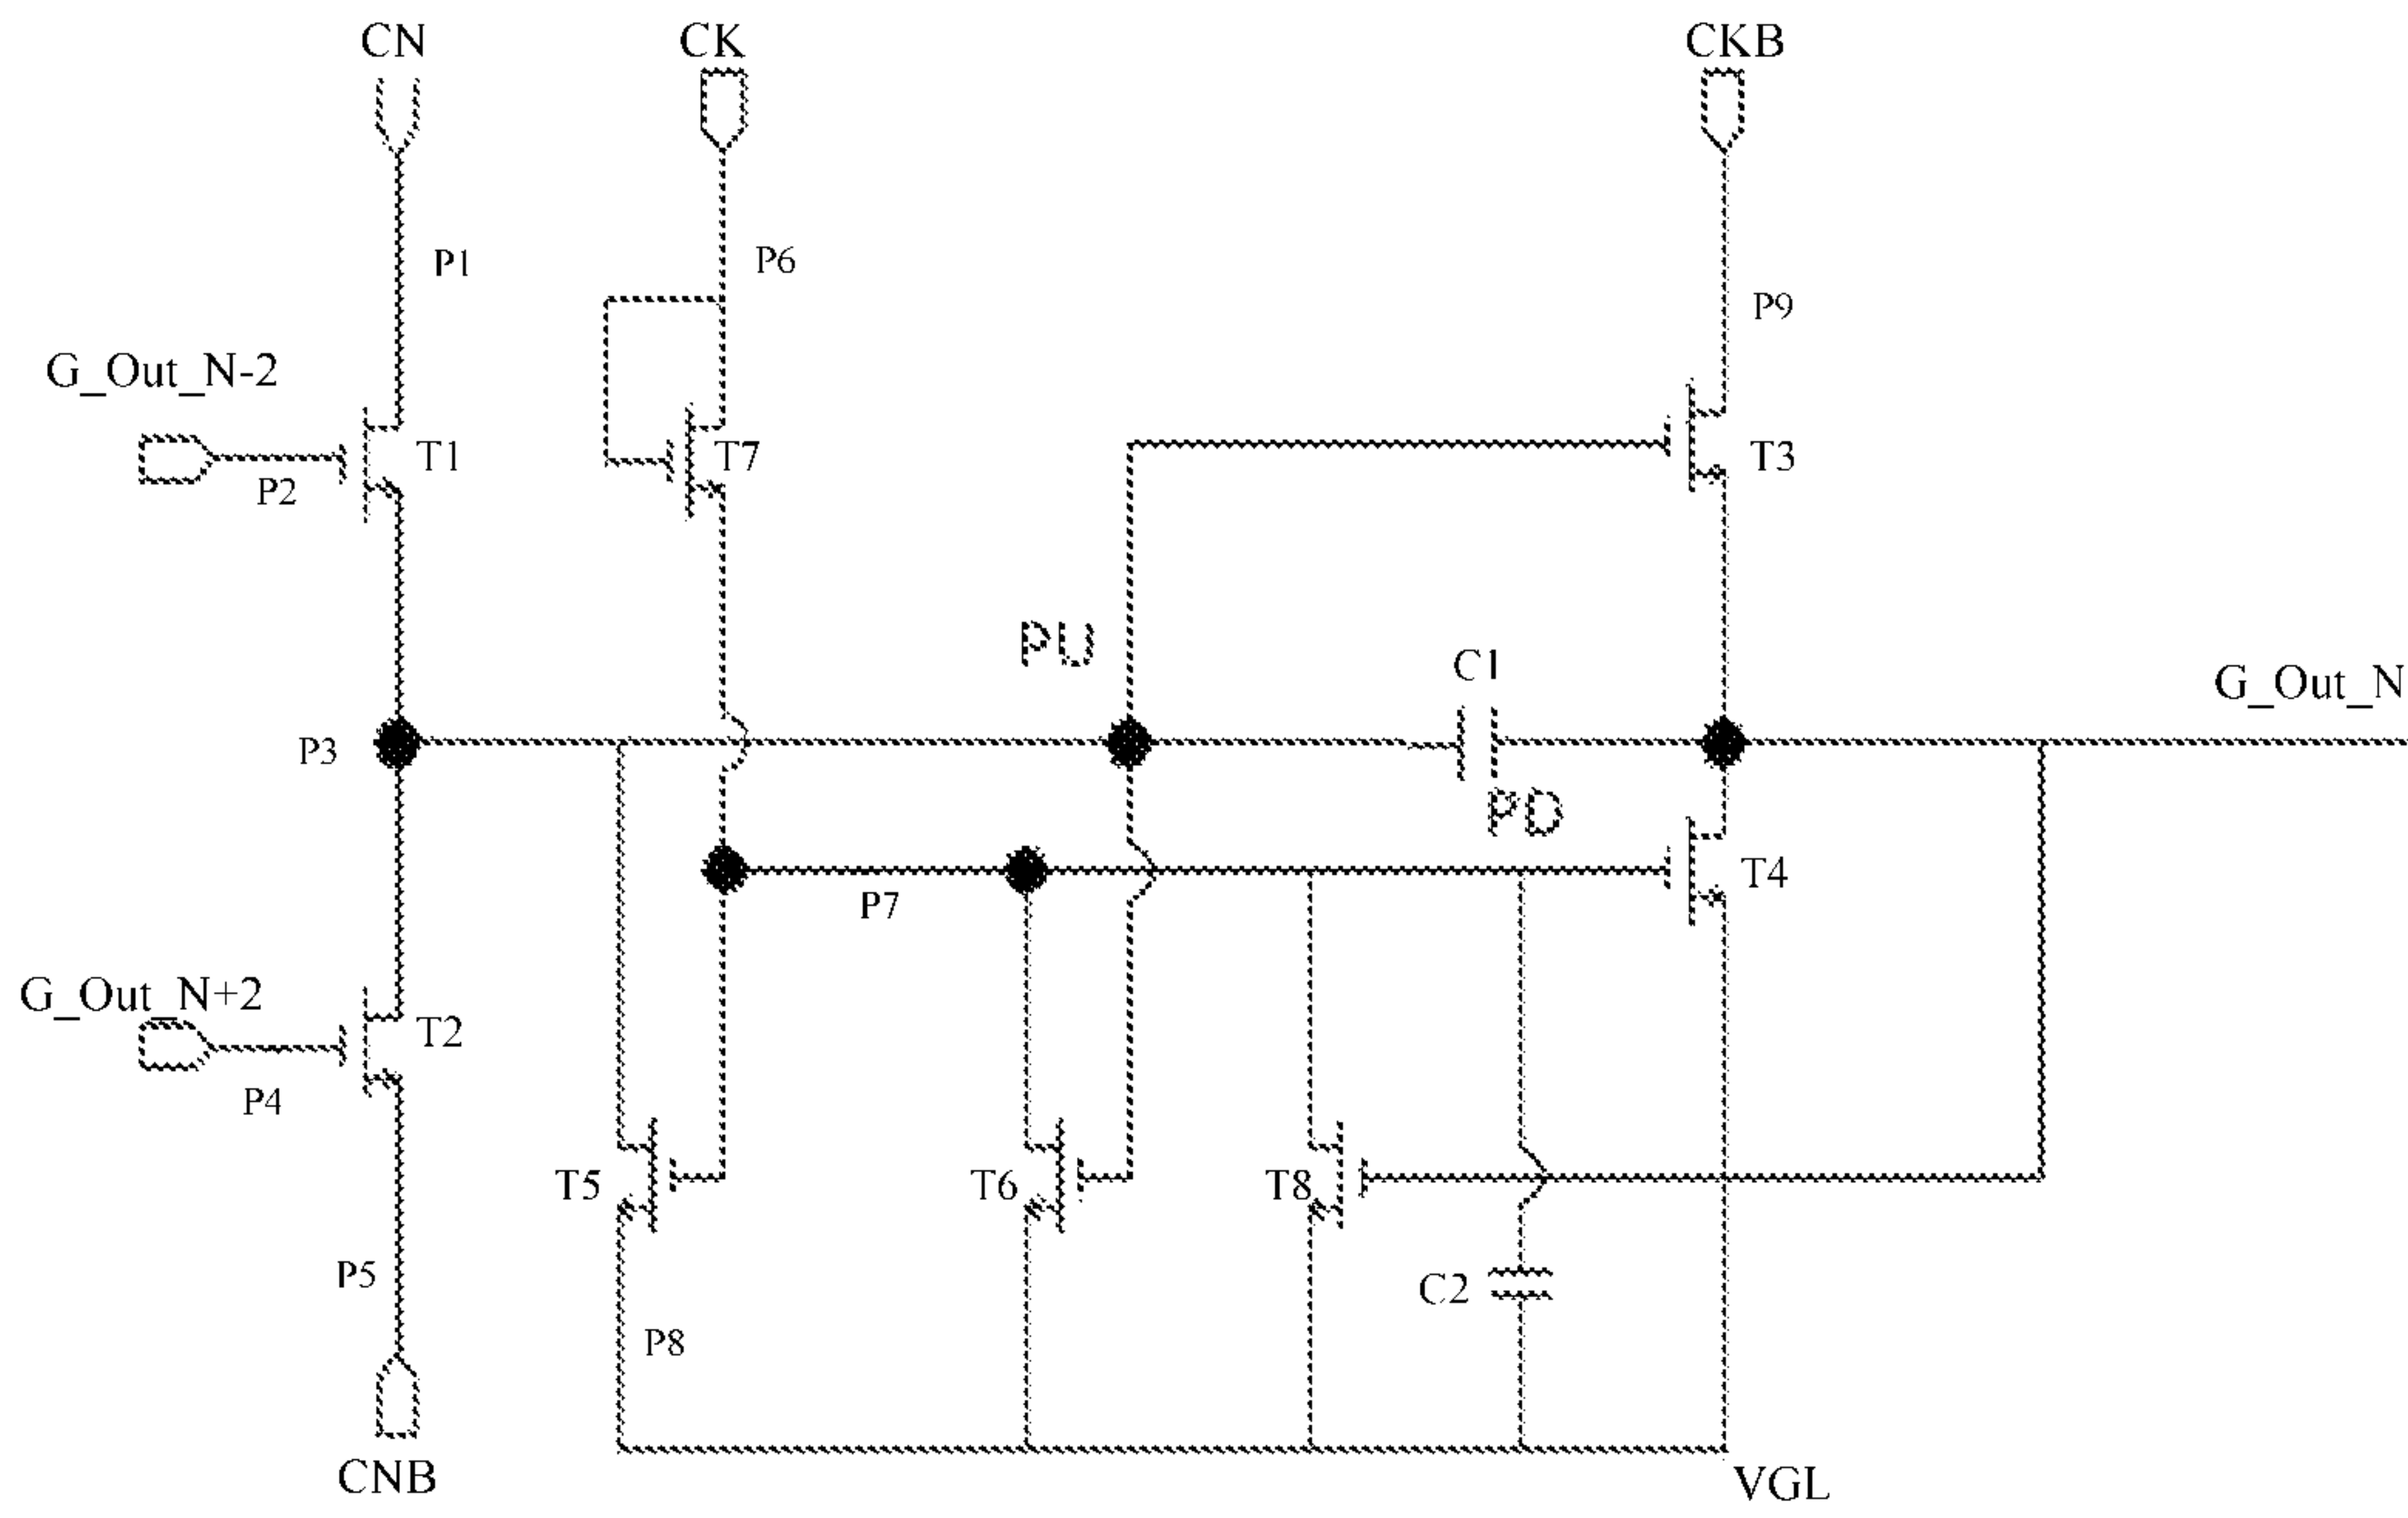 CN
CK
CKB
P1
P6
P9
G_Out_N-2
T1
T7
T3
P2
PU
C1
G_Out_N
P3
PD
T4
P7
G_Out_N+2
T2
P4
T5
T6
T8
P5
C2
P8
CNB
VGL